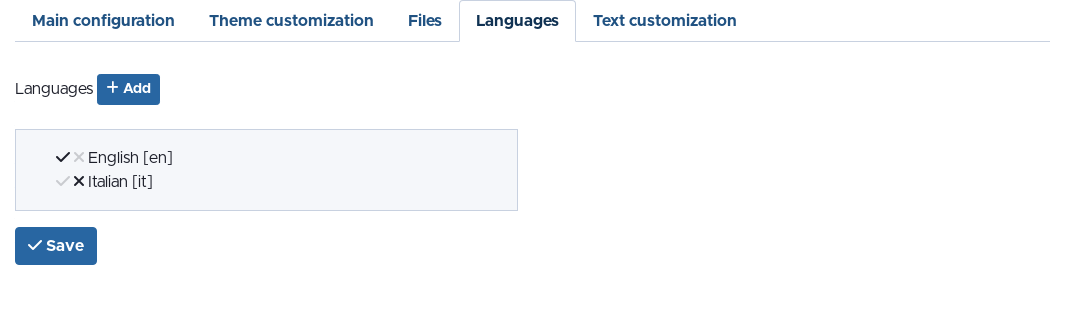 Main configuration Theme customization Files Languages Text customization
Languages + Add
English [en]
Italian [it]
Save